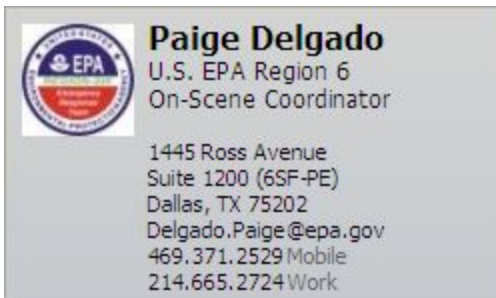 EPA
Paige Delgado
U.S. EPA Region 6
On-Scene Coordinator
1445 Ross Avenue
Suite 1200 (6SF-PE)
Dallas, TX 75202
Delgado.Paige@epa.gov
469.371.2529 Mobile
214.665.2724 Work